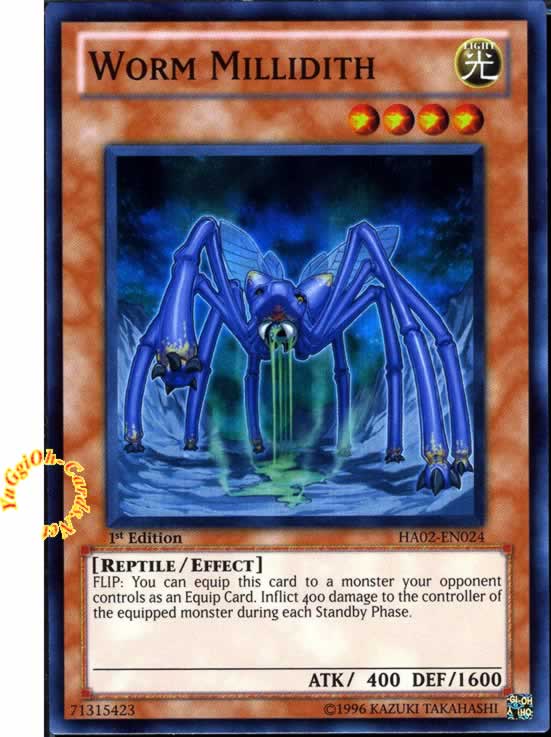 WORM MILLIDITH
LIGHT
光
YuGgiOh-Cards.Net
1st Edition
HA02-EN024
[REPTILE/EFFECT]
FLIP: You can equip this card to a monster your opponent
controls as an Equip Card. Inflict 400 damage to the controller of
the equipped monster during each Standby Phase.
ATK/ 400 DEF/1600
71315423
©1996 KAZUKI TAKAHASHI